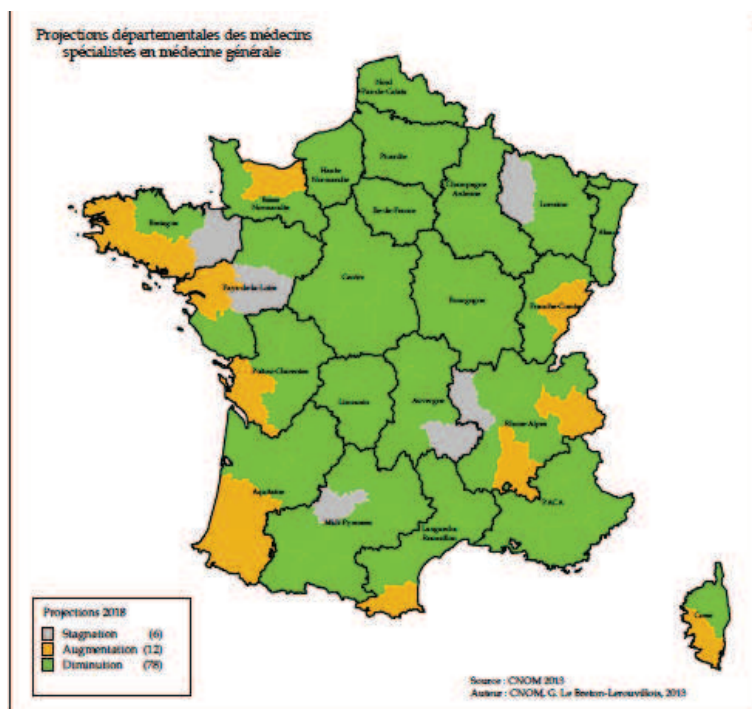 Projections départementales des médecins
spécialistes en médecine générale
Nord
Pas-de-Calais
Picardie
Haute
Normandie
Basse
Normandie
Champagne
Ardenne
Lorraine
Alsace
Ile-de-France
Bretagne
Pays-de-la-Loire
Centre
Bourgogne
Franche-Comté
Poitou-Charentes
Limousin
Auvergne
Rhone-Alpes
Aquitaine
Midi-Pyrenees
Languedoc
Roussillon
PACA
Corse
Projections 2018
Stagnation (6)
Augmentation (12)
Diminution (78)
Source : CNOM 2013
Auteur : CNOM, G. Le Breton-Lerouvillois, 2013